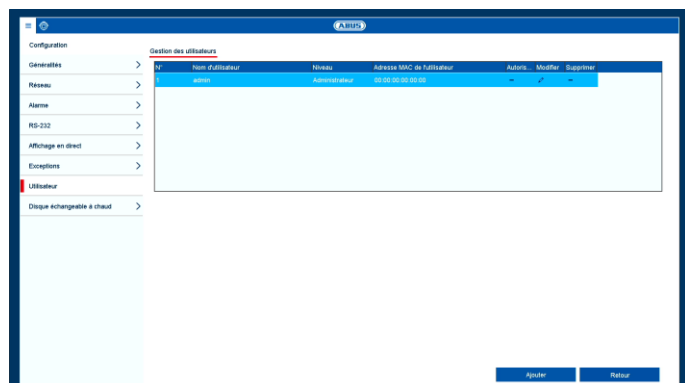 ABUS
Configuration
Gestion des utilisateurs
Généralités
Réseau
Alarme
RS-232
Affichage en direct
Exceptions
Utilisateur
Disque échangeable à chaud
N° Nom d'utilisateur Niveau Adresse MAC de l'utilisateur Autoris... Modifier Supprimer
1 admin Administrateur 00:00:00:00:00:00
Ajouter Retour